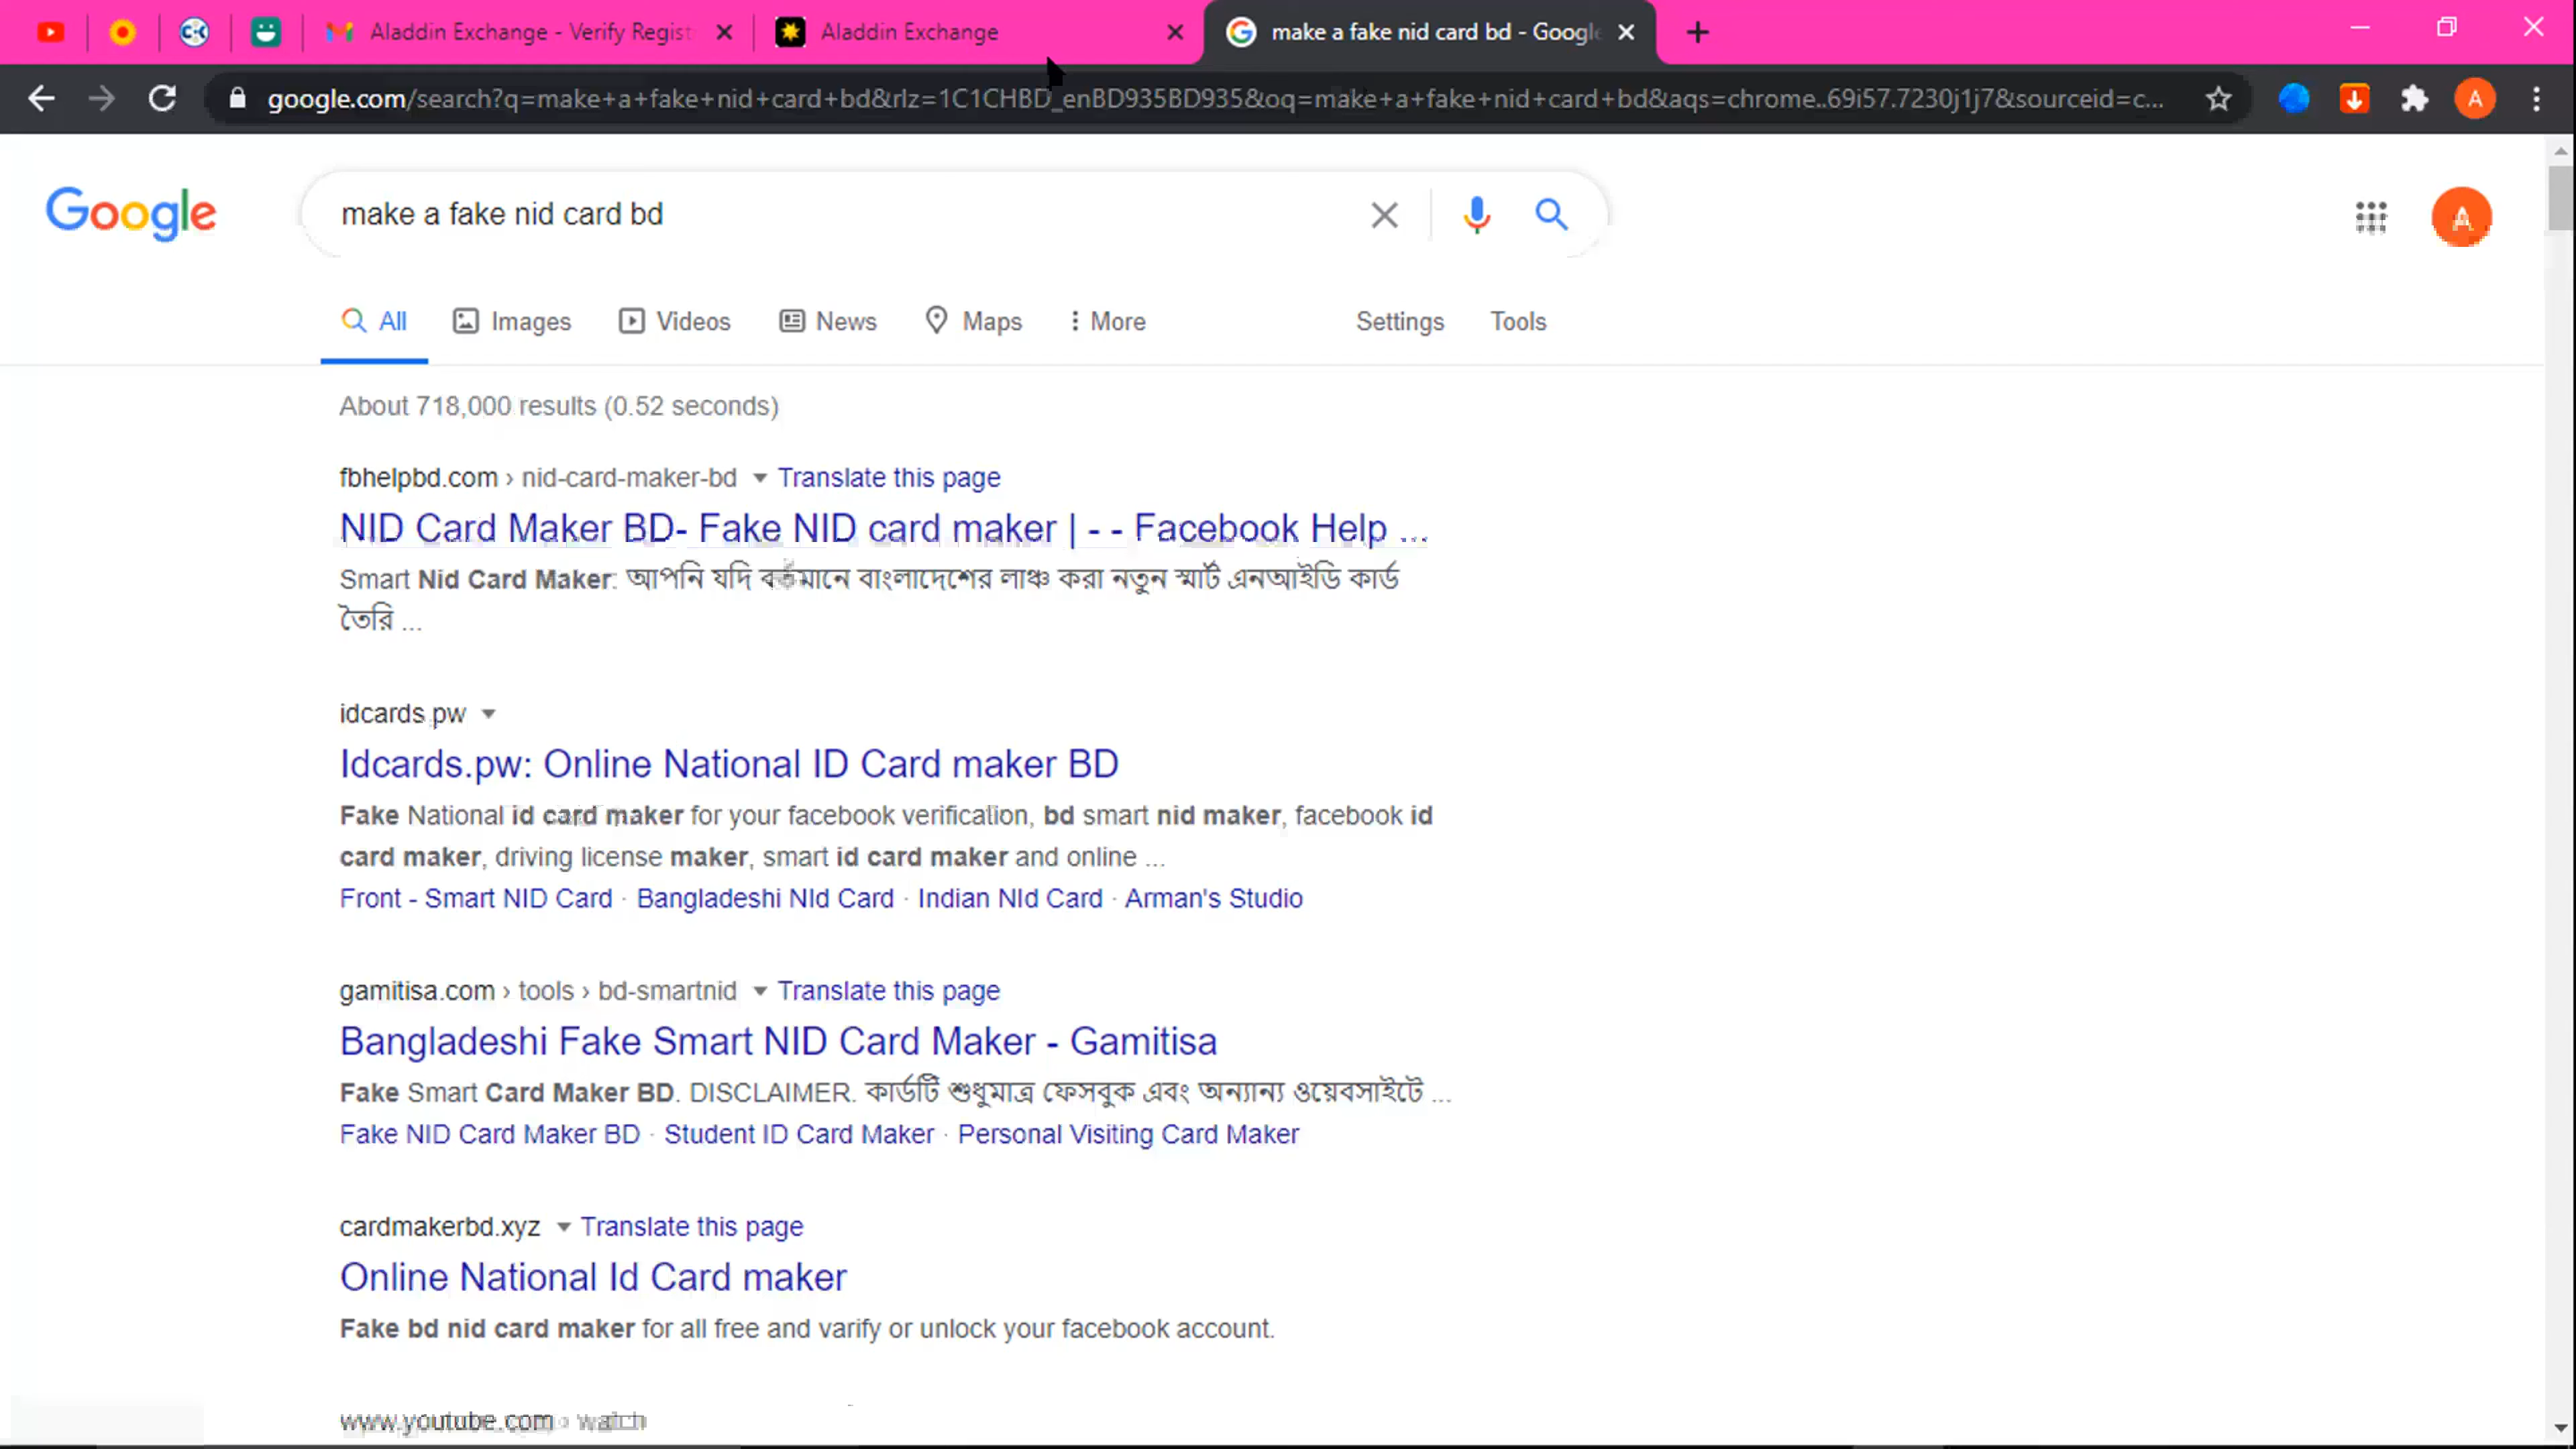 Aladdin Exchange - Verify Regist
Aladdin Exchange
make a fake nid card bd - Google
google.com/search?q=make+a+fake+nid+card+bd&rlz=1C1CHBD_enBD935BD935&oq=make+a+fake+nid+card+bd&aqs=chrome..69i57.7230j1j7&sourceid=c...
A
Google
make a fake nid card bd
A
All Images Videos News Maps More Settings Tools
About 718,000 results (0.52 seconds)
fbhelpbd.com › nid-card-maker-bd Translate this page
NID Card Maker BD- Fake NID card maker | - - Facebook Help ...
Smart Nid Card Maker: আপনি যদি বর্তমানে বাংলাদেশের লাঞ্চ করা নতুন স্মার্ট এনআইডি কার্ড
তৈরি ...
idcards.pw
Idcards.pw: Online National ID Card maker BD
Fake National id card maker for your facebook verification, bd smart nid maker, facebook id
card maker, driving license maker, smart id card maker and online ...
Front - Smart NID Card · Bangladeshi NId Card · Indian NId Card · Arman's Studio
gamitisa.com › tools › bd-smartnid Translate this page
Bangladeshi Fake Smart NID Card Maker - Gamitisa
Fake Smart Card Maker BD. DISCLAIMER. কার্ডটি শুধুমাত্র ফেসবুক এবং অন্যান্য ওয়েবসাইটে ...
Fake NID Card Maker BD · Student ID Card Maker · Personal Visiting Card Maker
cardmakerbd.xyz Translate this page
Online National Id Card maker
Fake bd nid card maker for all free and varify or unlock your facebook account.
www.youtube.com › watch